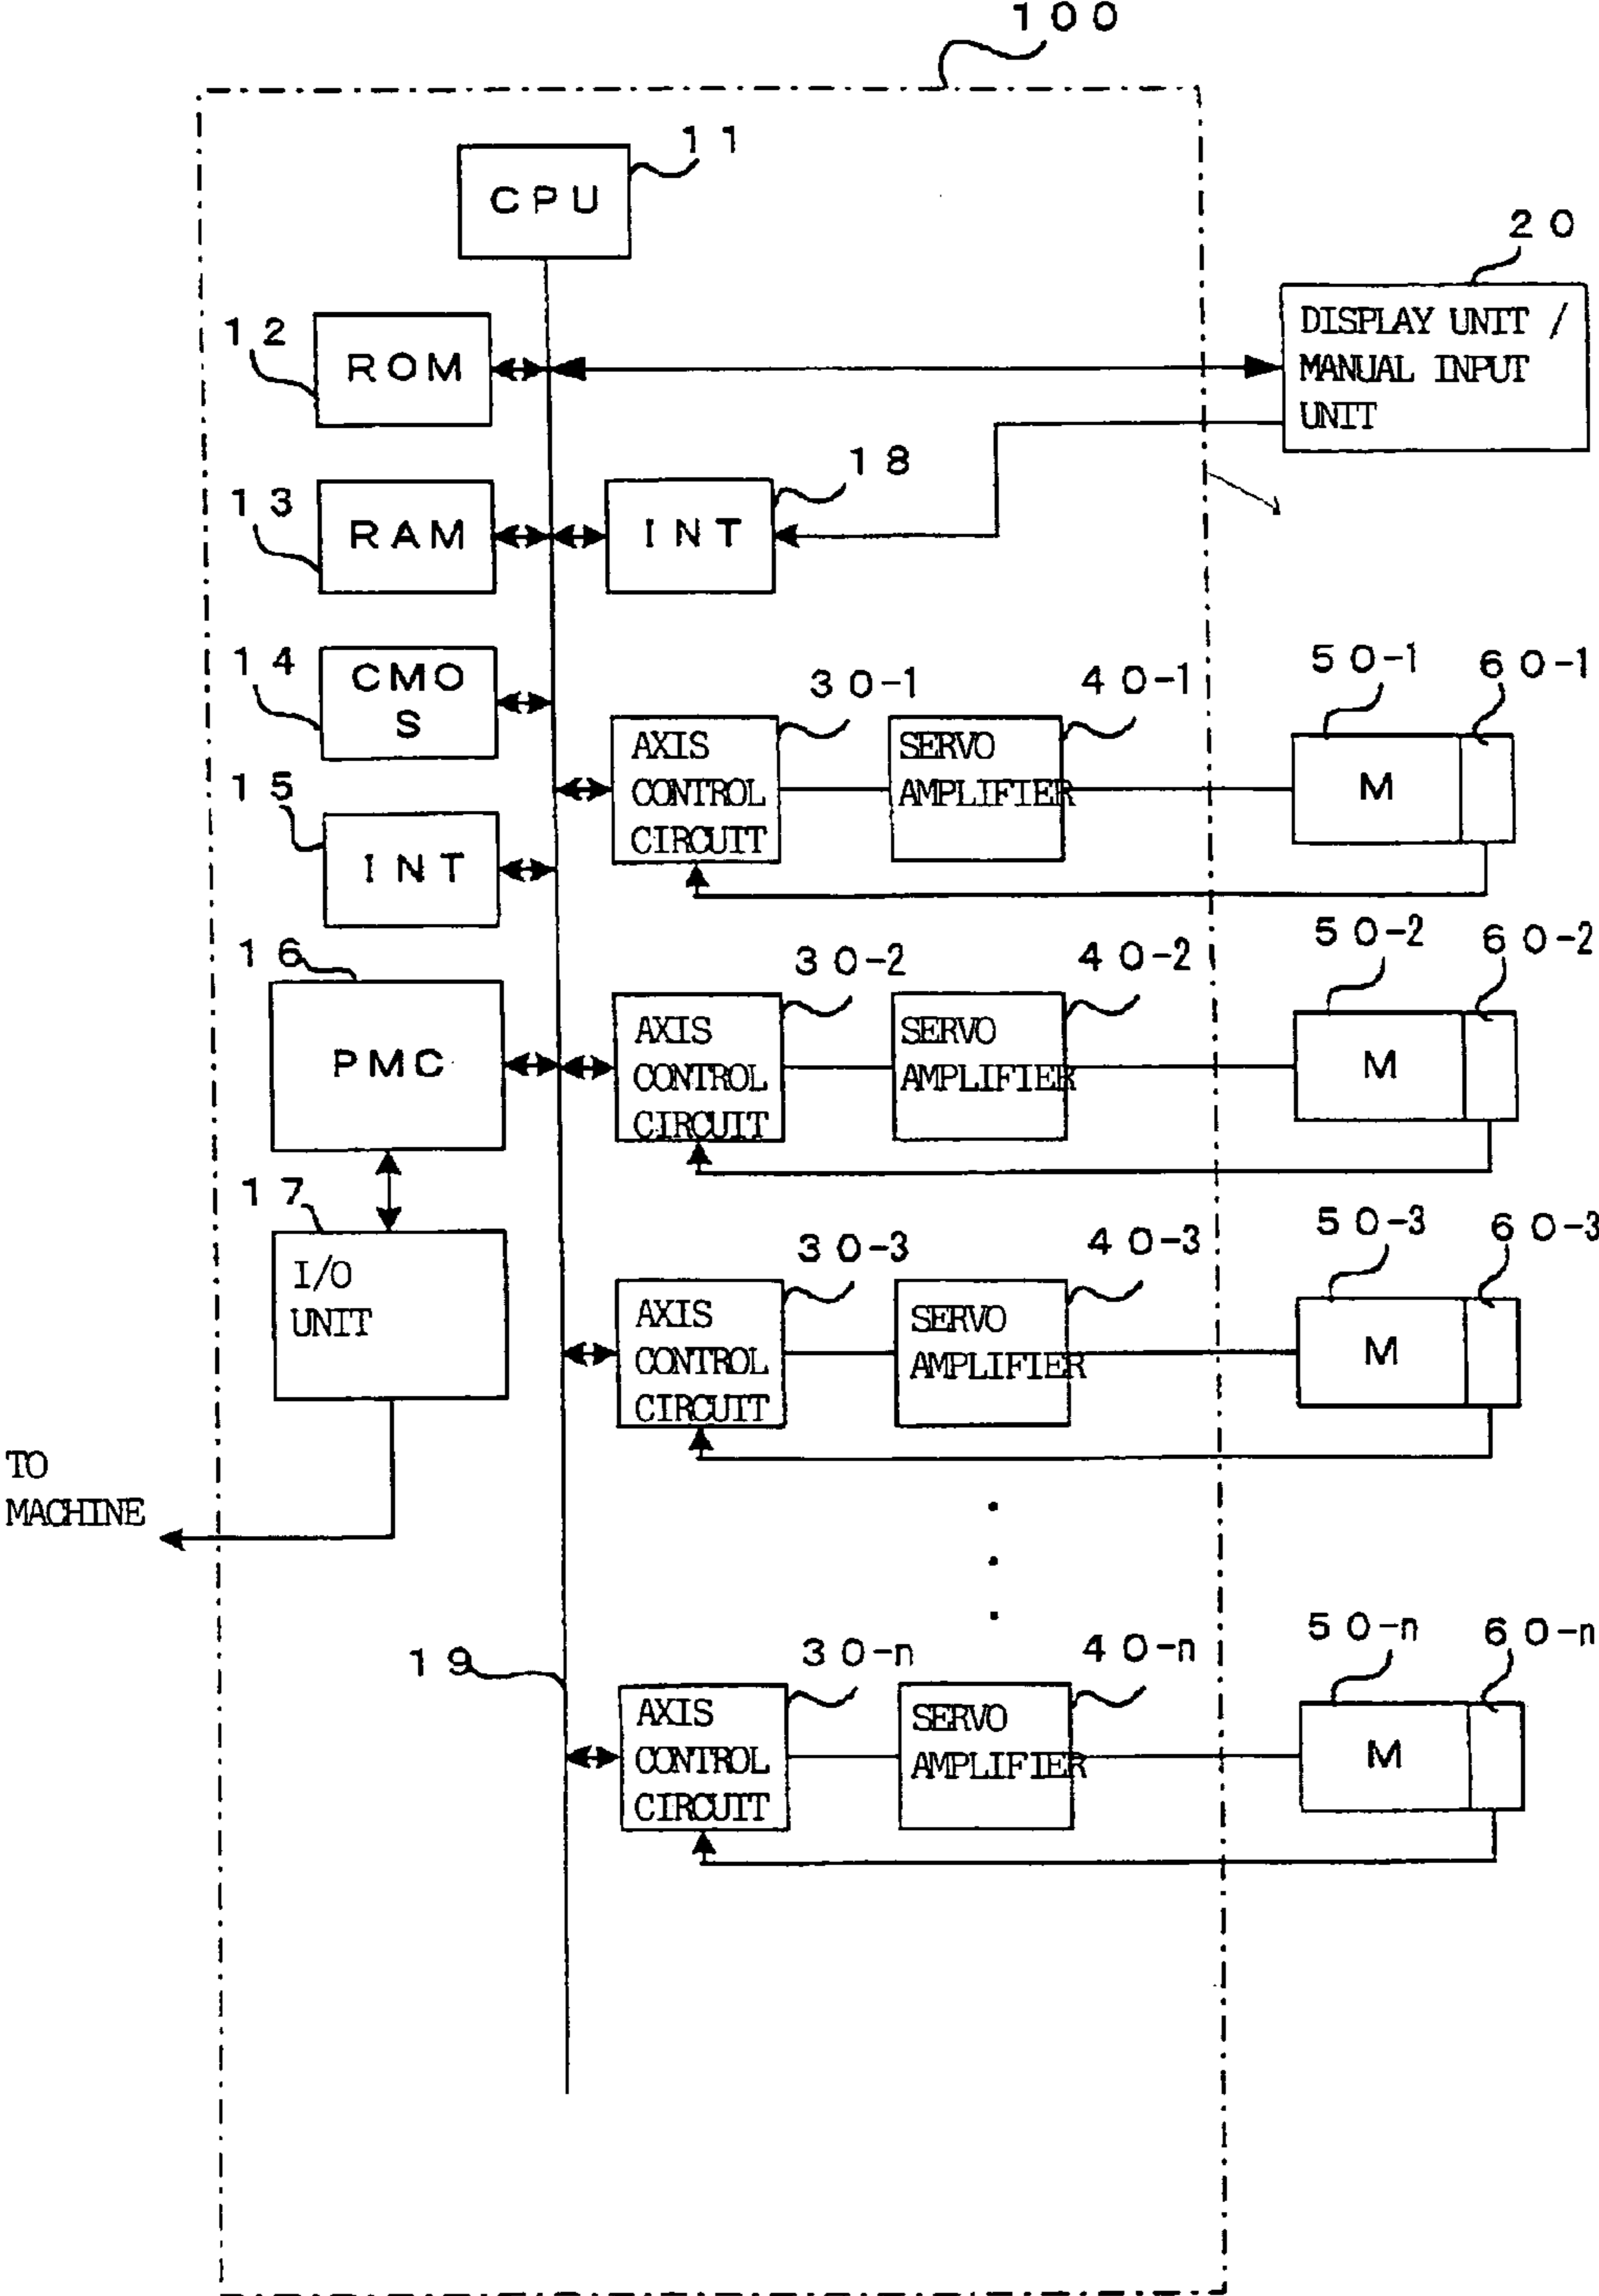 100
11
CPU
20
DISPLAY UNIT /
MANUAL INPUT
UNIT
12
ROM
18
13
RAM
INT
14
CMO
S
50-1
60-1
30-1
40-1
AXIS
CONTROL
CIRCUIT
SERVO
AMPLIFIER
M
15
INT
50-2
60-2
30-2
40-2
16
PMC
AXIS
CONTROL
CIRCUIT
SERVO
AMPLIFIER
M
17
I/O
UNIT
50-3
60-3
30-3
40-3
AXIS
CONTROL
CIRCUIT
SERVO
AMPLIFIER
M
TO
MACHINE
50-n
60-n
19
30-n
40-n
AXIS
CONTROL
CIRCUIT
SERVO
AMPLIFIER
M